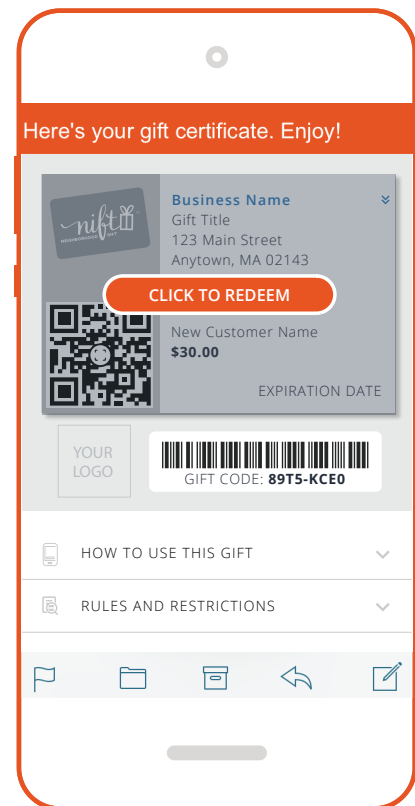 Here's your gift certificate. Enjoy!
nift
NEIGHBORHOOD GIFT
Business Name
Gift Title
123 Main Street
Anytown, MA 02143
CLICK TO REDEEM
New Customer Name
$30.00
EXPIRATION DATE
YOUR
LOGO
GIFT CODE: 89T5-KCE0
HOW TO USE THIS GIFT
RULES AND RESTRICTIONS